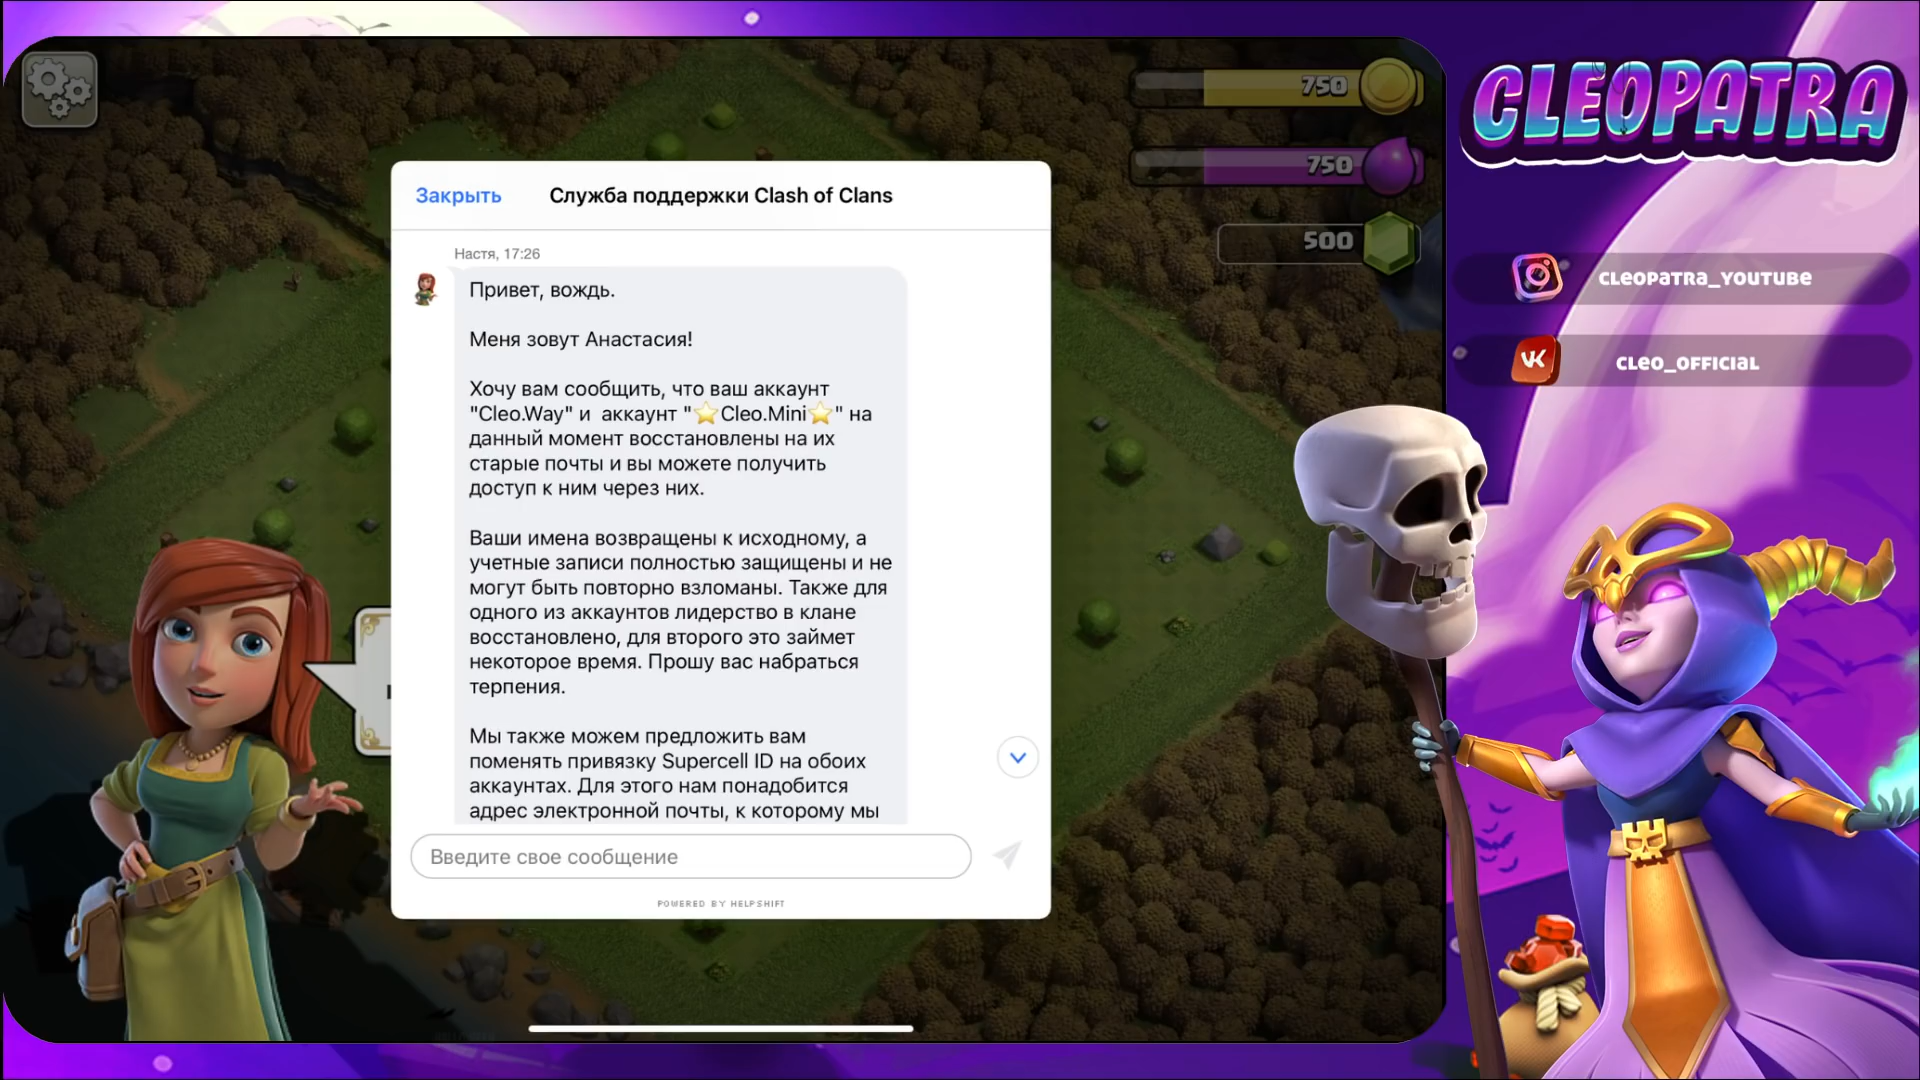 750
750
500
Закрыть
Служба поддержки Clash of Clans
Настя, 17:26
Привет, вождь.
Меня зовут Анастасия!
Хочу вам сообщить, что ваш аккаунт
"Cleo.Way" и аккаунт "⭐Cleo.Mini⭐" на
данный момент восстановлены на их
старые почты и вы можете получить
доступ к ним через них.
Ваши имена возвращены к исходному, а
учетные записи полностью защищены и не
могут быть повторно взломаны. Также для
одного из аккаунтов лидерство в клане
восстановлено, для второго это займет
некоторое время. Прошу вас набраться
терпения.
Мы также можем предложить вам
поменять привязку Supercell ID на обоих
аккаунтах. Для этого нам понадобится
адрес электронной почты, к которому мы
Введите свое сообщение
POWERED BY HELPSHIFT
CLEOPATRA
CLEOPATRA_YOUTUBE
CLEO_OFFICIAL